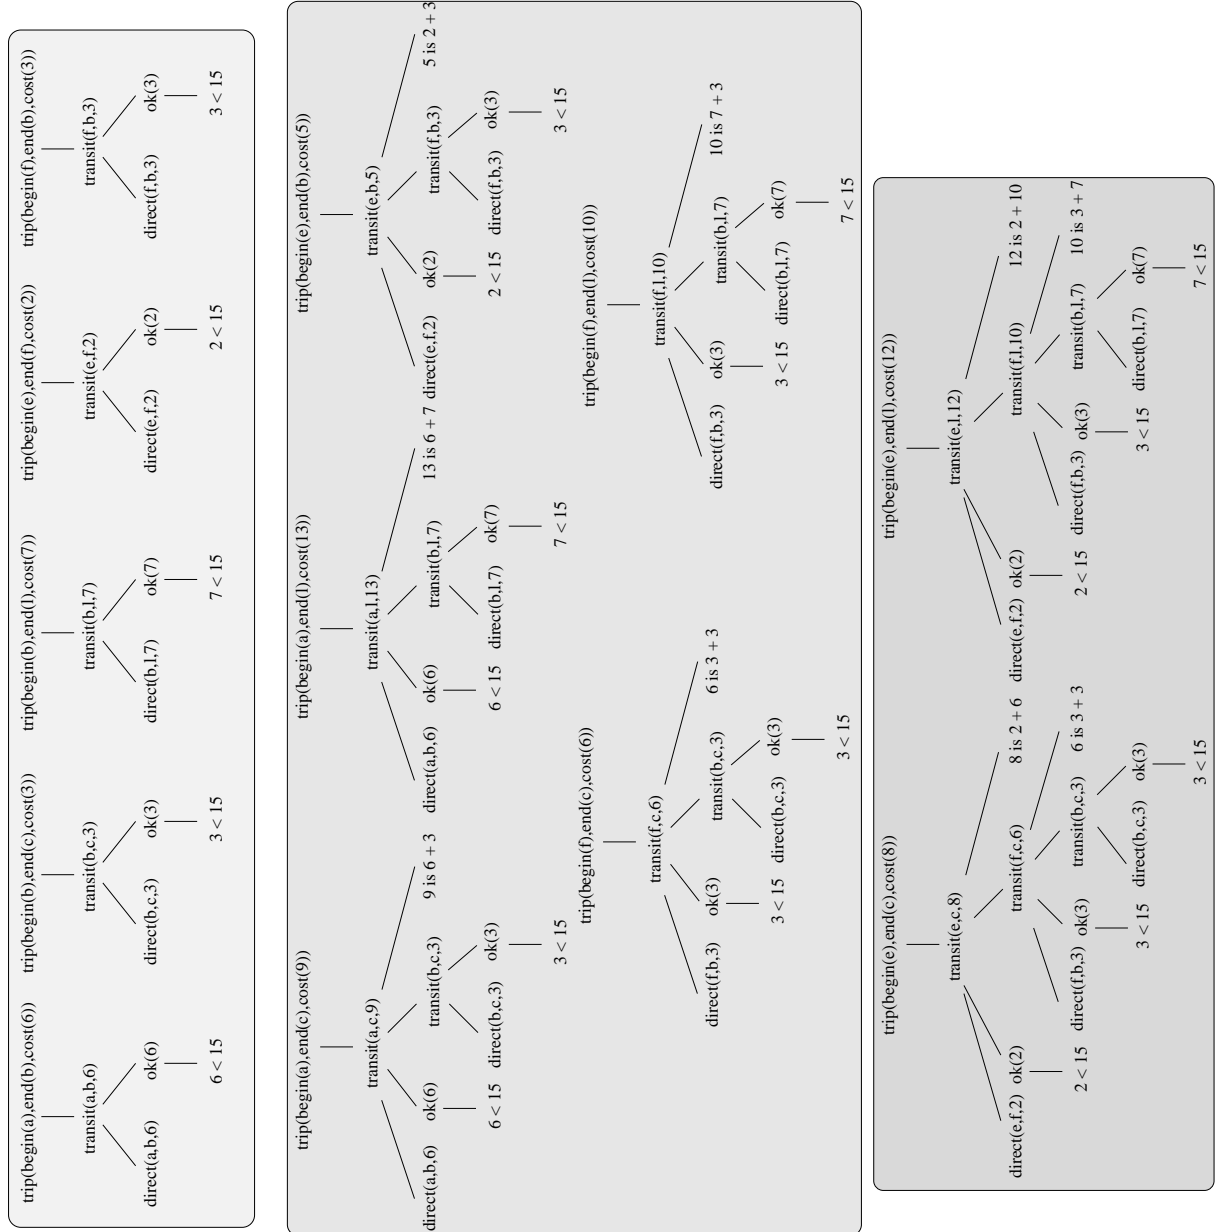 trip(begin(a),end(b),cost(6))
trip(begin(b),end(c),cost(3))
trip(begin(b),end(l),cost(7))
trip(begin(e),end(f),cost(2))
trip(begin(f),end(b),cost(3))
transit(a,b,6)
transit(b,c,3)
transit(b,l,7)
transit(e,f,2)
transit(f,b,3)
direct(a,b,6)
ok(6)
direct(b,c,3)
ok(3)
direct(b,l,7)
ok(7)
direct(e,f,2)
ok(2)
direct(f,b,3)
ok(3)
6 < 15
3 < 15
7 < 15
2 < 15
3 < 15
trip(begin(a),end(c),cost(9))
trip(begin(a),end(l),cost(13))
trip(begin(e),end(b),cost(5))
transit(a,c,9)
transit(a,l,13)
transit(e,b,5)
direct(a,b,6)
ok(6)
transit(b,c,3)
9 is 6 + 3
direct(a,b,6)
ok(6)
transit(b,l,7)
13 is 6 + 7
direct(e,f,2)
ok(2)
transit(f,b,3)
5 is 2 + 3
6 < 15
direct(b,c,3)
ok(3)
6 < 15
direct(b,l,7)
ok(7)
2 < 15
direct(f,b,3)
ok(3)
3 < 15
7 < 15
3 < 15
trip(begin(f),end(c),cost(6))
trip(begin(f),end(l),cost(10))
transit(f,c,6)
transit(f,l,10)
direct(f,b,3)
ok(3)
transit(b,c,3)
6 is 3 + 3
direct(f,b,3)
ok(3)
transit(b,l,7)
10 is 7 + 3
3 < 15
direct(b,c,3)
ok(3)
3 < 15
direct(b,l,7)
ok(7)
3 < 15
7 < 15
trip(begin(e),end(c),cost(8))
trip(begin(e),end(l),cost(12))
transit(e,c,8)
transit(e,l,12)
direct(e,f,2)
ok(2)
transit(f,c,6)
8 is 2 + 6
direct(e,f,2)
ok(2)
transit(f,l,10)
12 is 2 + 10
2 < 15
direct(f,b,3)
ok(3)
transit(b,c,3)
6 is 3 + 3
2 < 15
direct(f,b,3)
ok(3)
transit(b,l,7)
10 is 3 + 7
3 < 15
direct(b,c,3)
ok(3)
3 < 15
direct(b,l,7)
ok(7)
3 < 15
7 < 15